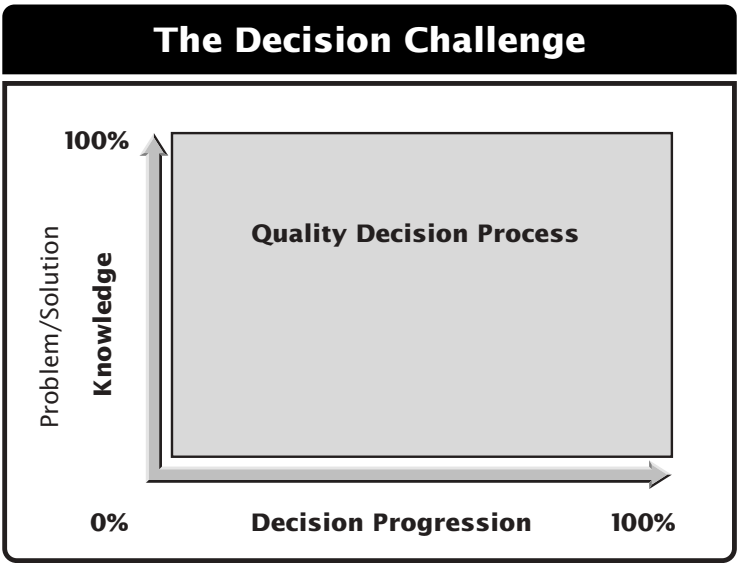 The Decision Challenge
100%
Quality Decision Process
Problem/Solution
Knowledge
0%
Decision Progression
100%